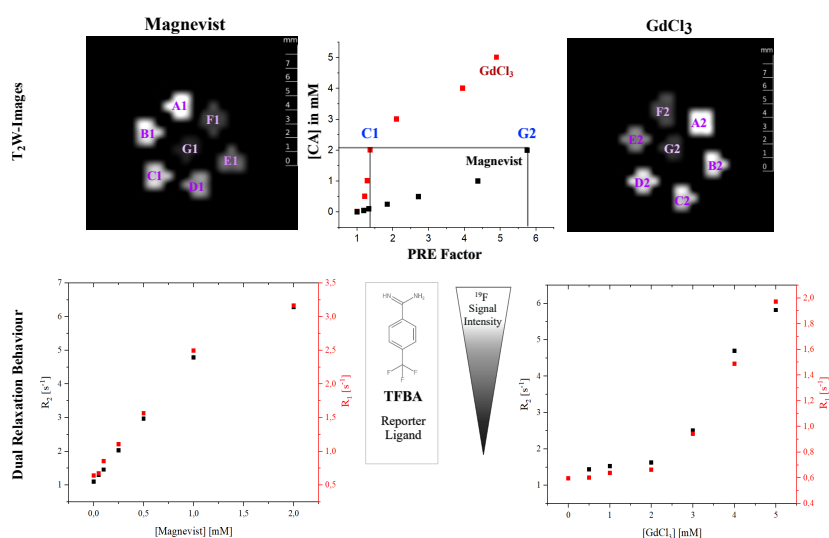 Magnevist
GdCl3
T2W-Images
mm
7
6
5
4
3
2
1
0
A1
B1
C1
D1
E1
F1
G1
[CA] in mM
5
4
3
2
1
0
GdCl3
C1
G2
Magnevist
1
2
3
4
5
6
PRE Factor
mm
7
6
5
4
3
2
1
0
A2
B2
C2
D2
E2
F2
G2
Dual Relaxation Behaviour
R2 [s-1]
7
6
5
4
3
2
1
0,0
0,5
1,0
1,5
2,0
[Magnevist] [mM]
3,5
3,0
2,5
2,0
1,5
1,0
0,5
R1 [s-1]
NH
NH2
F
F
F
TFBA
Reporter
Ligand
19F
Signal
Intensity
R2 [s-1]
6
5
4
3
2
1
0
1
2
3
4
5
[GdCl3] [mM]
2,0
1,8
1,6
1,4
1,2
1,0
0,8
0,6
0,4
R1 [s-1]